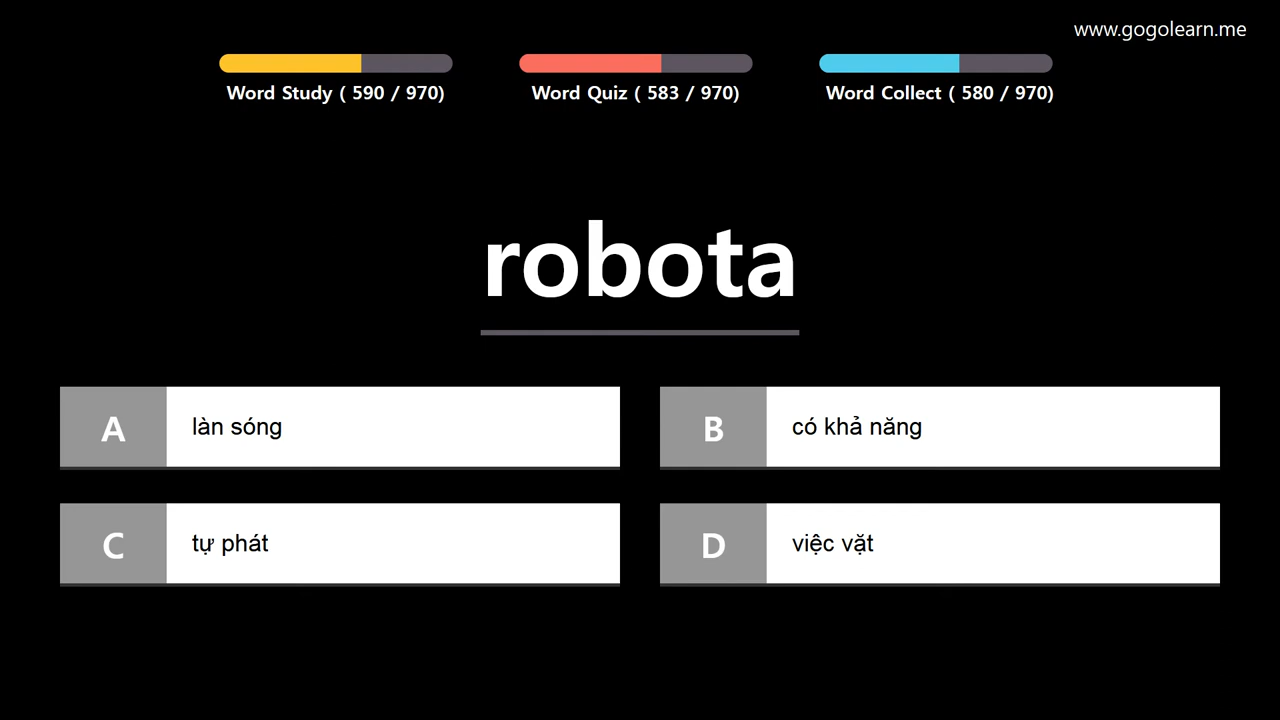 www.gogolearn.me
Word Study ( 590 / 970)
Word Quiz ( 583 / 970)
Word Collect ( 580 / 970)
robota
A
làn sóng
B
có khả năng
C
tự phát
D
việc vặt